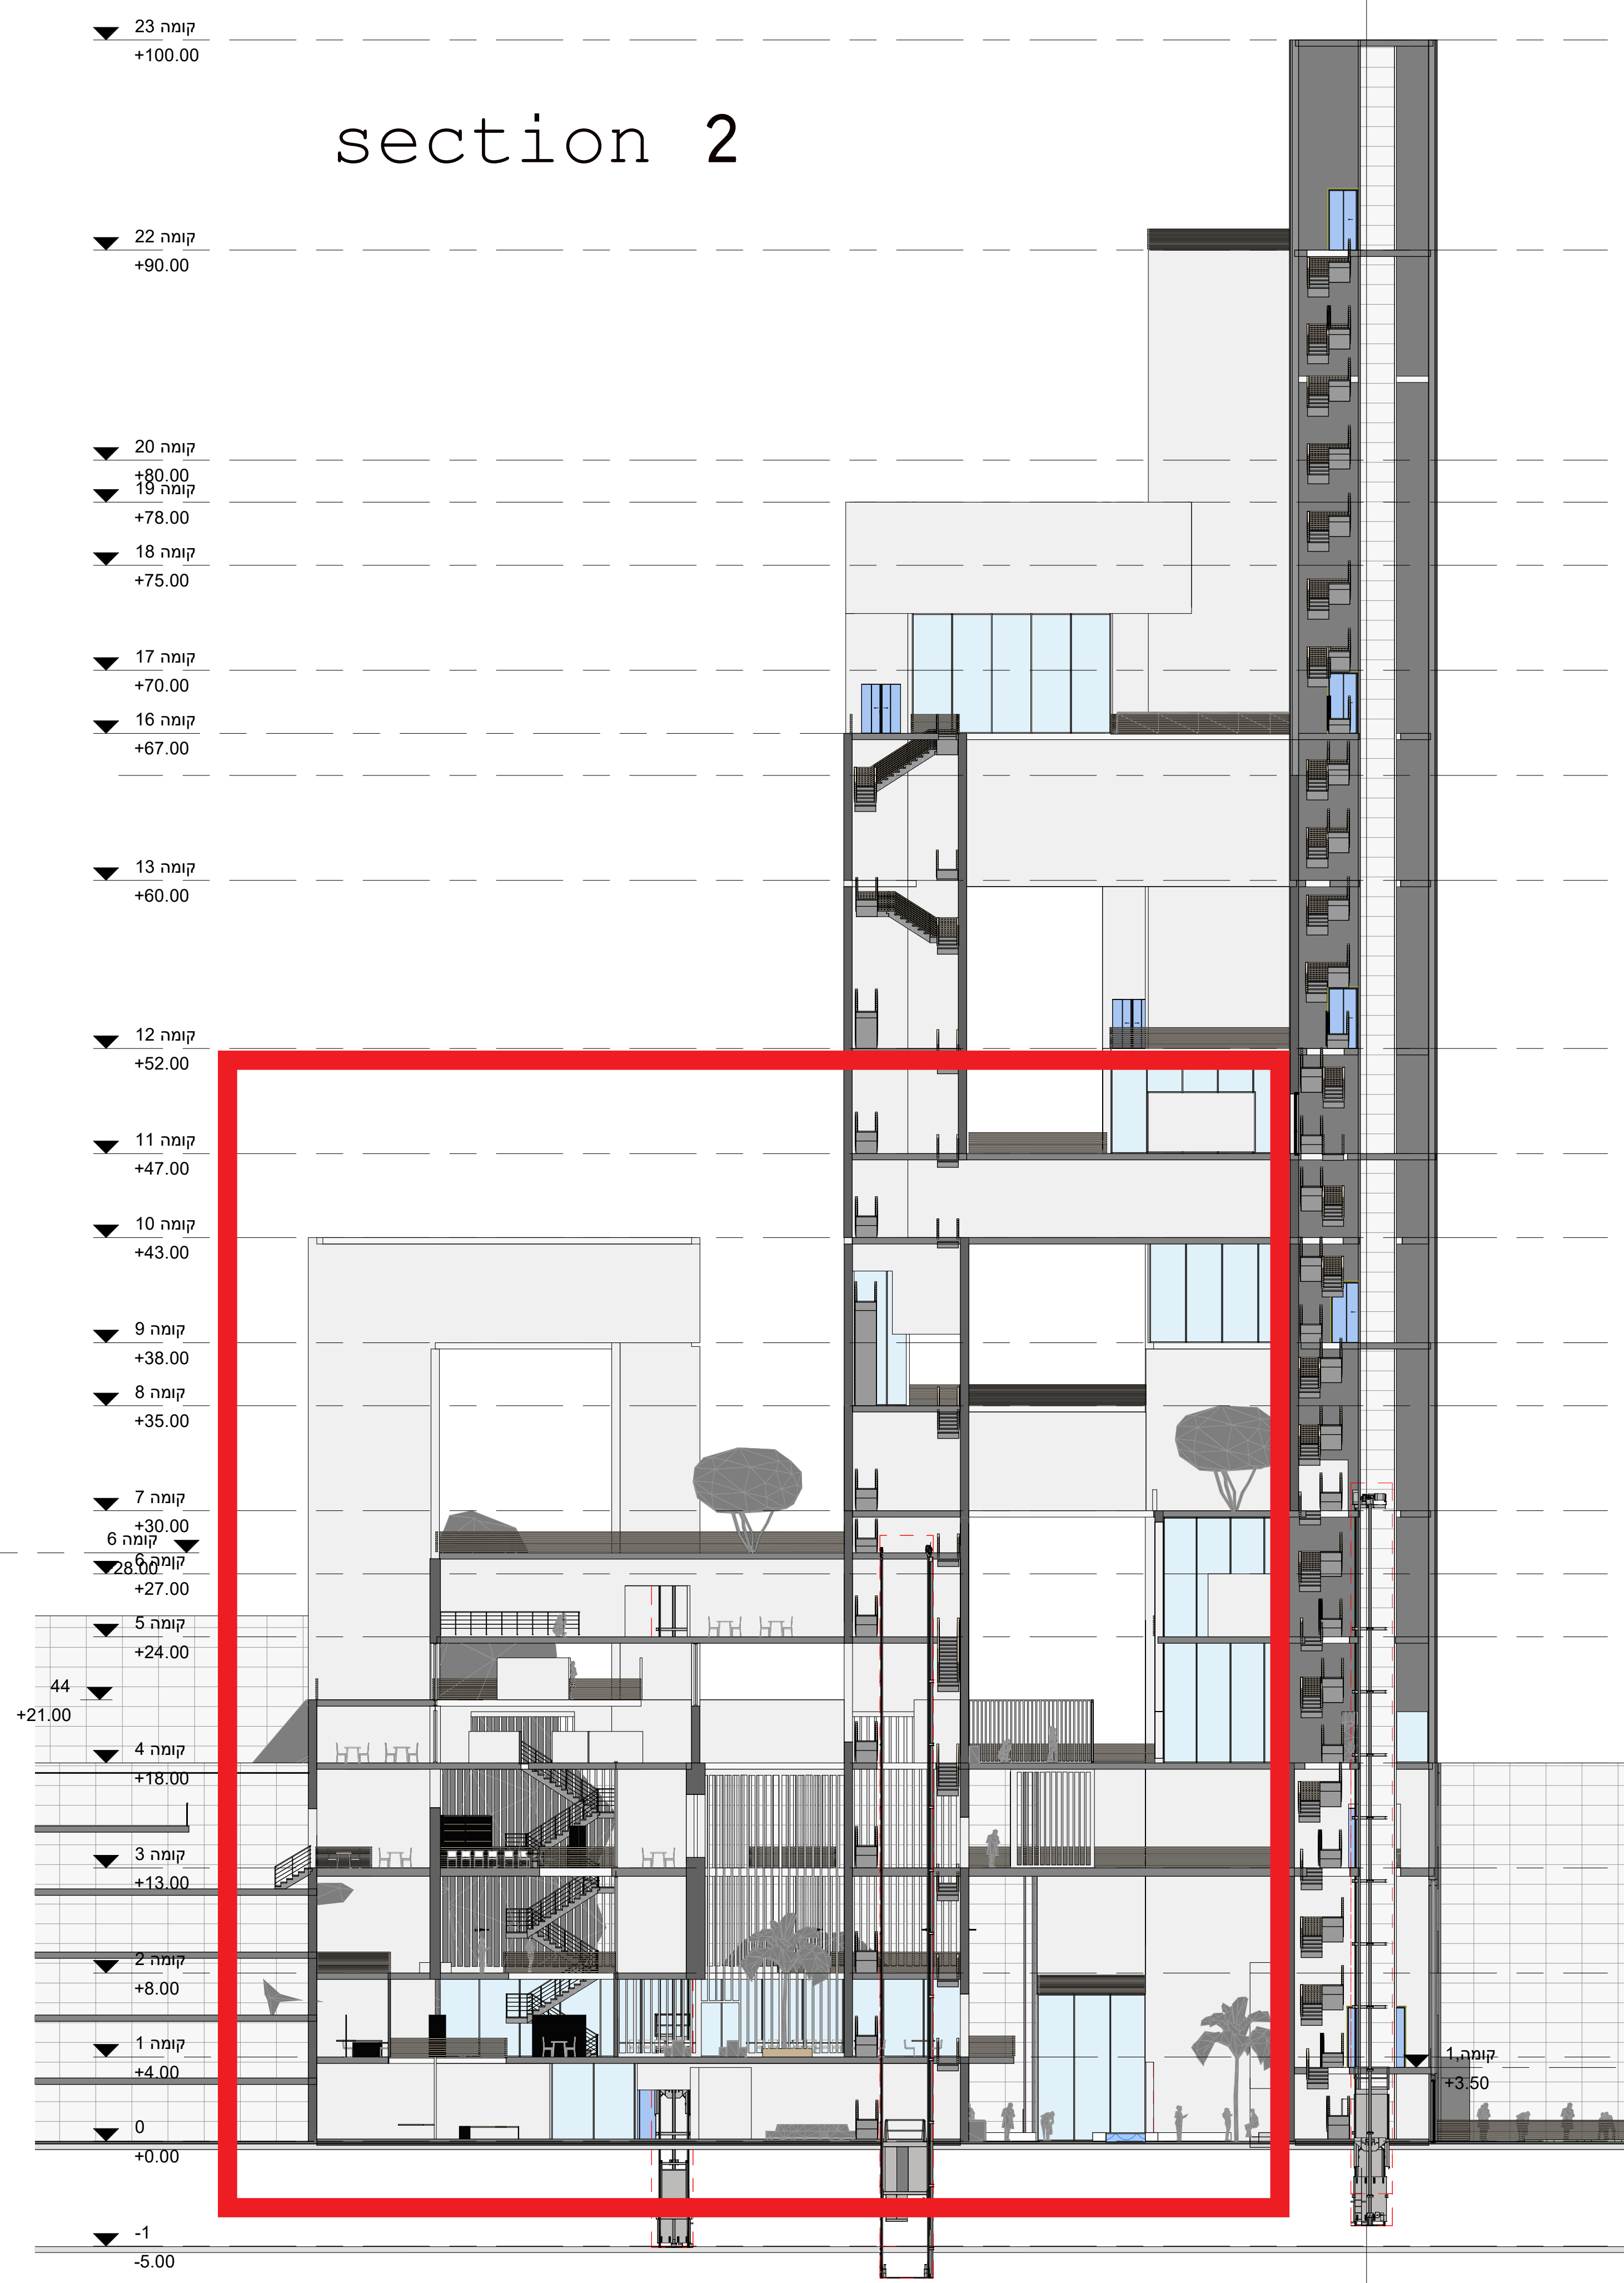 קומה 23
+100.00
section 2
קומה 22
+90.00
קומה 20
+80.00
קומה 19
+78.00
קומה 18
+75.00
קומה 17
+70.00
קומה 16
+67.00
קומה 13
+60.00
קומה 12
+52.00
קומה 11
+47.00
קומה 10
+43.00
קומה 9
+38.00
קומה 8
+35.00
קומה 7
+30.00
קומה 6
28.00
קומה 6
+27.00
קומה 5
+24.00
44
+21.00
קומה 4
+18.00
קומה 3
+13.00
קומה 2
+8.00
קומה 1
+4.00
קומה,1
+3.50
0
+0.00
-1
-5.00